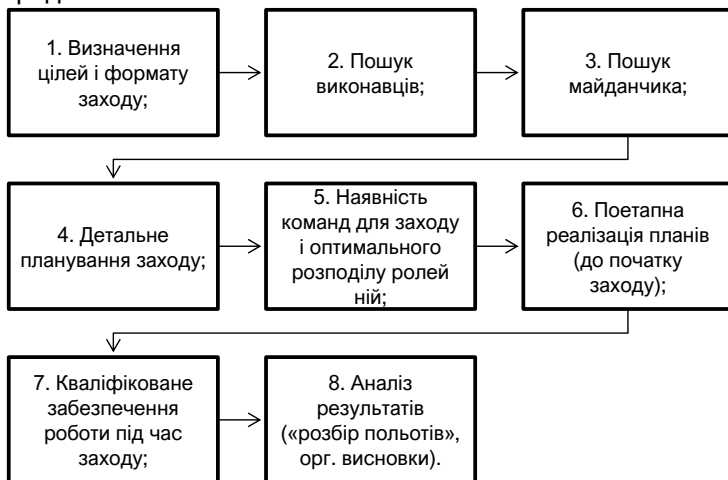 1. Визначення
цілей і формату
заходу;
2. Пошук
виконавців;
3. Пошук
майданчика;
4. Детальне
планування заходу;
5. Наявність
команд для заходу
і оптимального
розподілу ролей
ній;
6. Поетапна
реалізація планів
(до початку
заходу);
7. Кваліфіковане
забезпечення
роботи під час
заходу;
8. Аналіз
результатів
(«розбір польотів»,
орг. висновки).